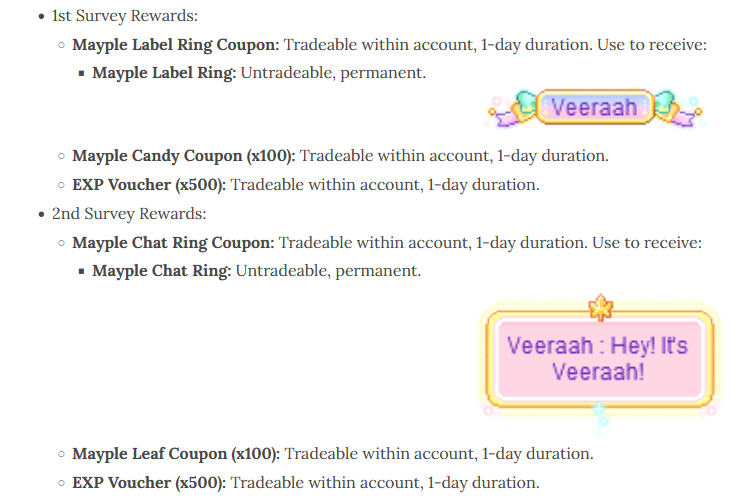 1st Survey Rewards:
Mayple Label Ring Coupon: Tradeable within account, 1-day duration. Use to receive:
Mayple Label Ring: Untradeable, permanent.
Veeraah
Mayple Candy Coupon (x100): Tradeable within account, 1-day duration.
EXP Voucher (x500): Tradeable within account, 1-day duration.
2nd Survey Rewards:
Mayple Chat Ring Coupon: Tradeable within account, 1-day duration. Use to receive:
Mayple Chat Ring: Untradeable, permanent.
Veeraah : Hey! It's
Veeraah!
Mayple Leaf Coupon (x100): Tradeable within account, 1-day duration.
EXP Voucher (x500): Tradeable within account, 1-day duration.